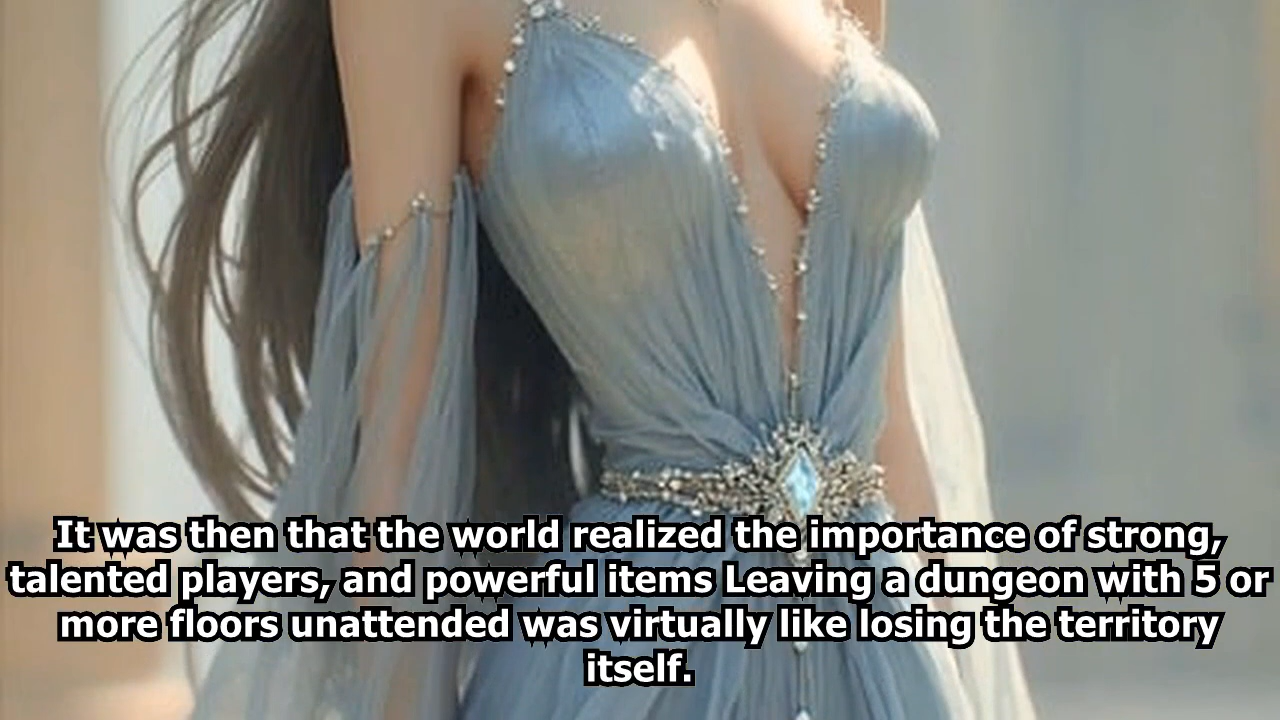 It was then that the world realized the importance of strong,
talented players, and powerful items Leaving a dungeon with 5 or
more floors unattended was virtually like losing the territory
itself.